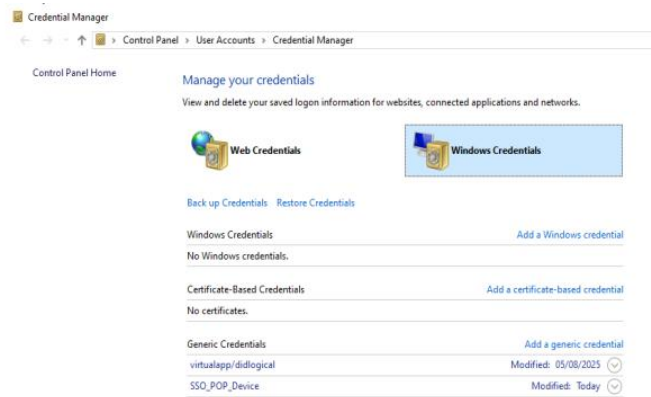 Credential Manager
Control Panel > User Accounts > Credential Manager
Control Panel Home
Manage your credentials
View and delete your saved logon information for websites, connected applications and networks.
Web Credentials Windows Credentials
Back up Credentials Restore Credentials
Windows Credentials Add a Windows credential
No Windows credentials.
Certificate-Based Credentials Add a certificate-based credential
No certificates.
Generic Credentials Add a generic credential
virtualapp/didlogical Modified: 05/08/2025
SSO_POP_Device Modified: Today